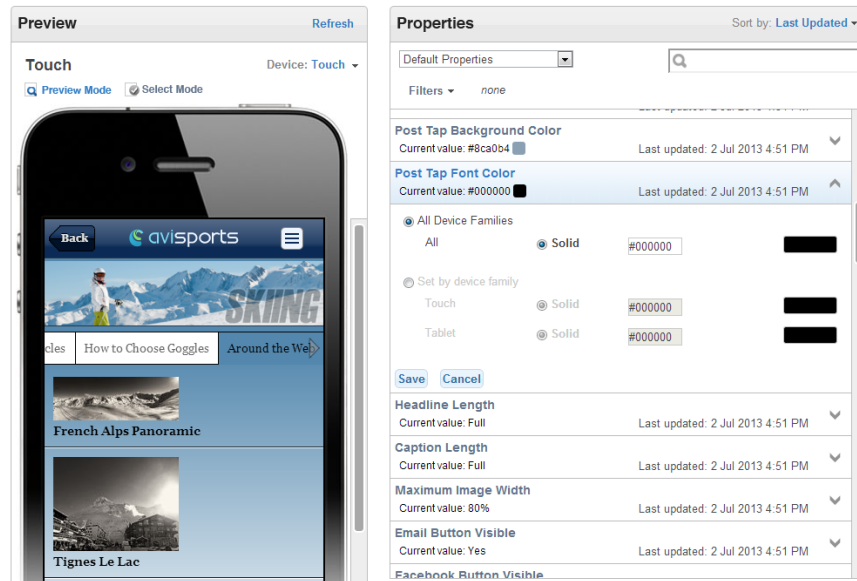 Preview
Refresh
Touch
Device: Touch
Preview Mode
Select Mode
Back
avisports
SKIING
cles
How to Choose Goggles
Around the Web
French Alps Panoramic
Tignes Le Lac
Properties
Sort by: Last Updated
Default Properties
Filters
none
Post Tap Background Color
Current value: #8ca0b4
Last updated: 2 Jul 2013 4:51 PM
Post Tap Font Color
Current value: #000000
Last updated: 2 Jul 2013 4:51 PM
All Device Families
All
Solid
#000000
Set by device family
Touch
Solid
#000000
Tablet
Solid
#000000
Save
Cancel
Headline Length
Current value: Full
Last updated: 2 Jul 2013 4:51 PM
Caption Length
Current value: Full
Last updated: 2 Jul 2013 4:51 PM
Maximum Image Width
Current value: 80%
Last updated: 2 Jul 2013 4:51 PM
Email Button Visible
Current value: Yes
Last updated: 2 Jul 2013 4:51 PM
Facebook Button Visible